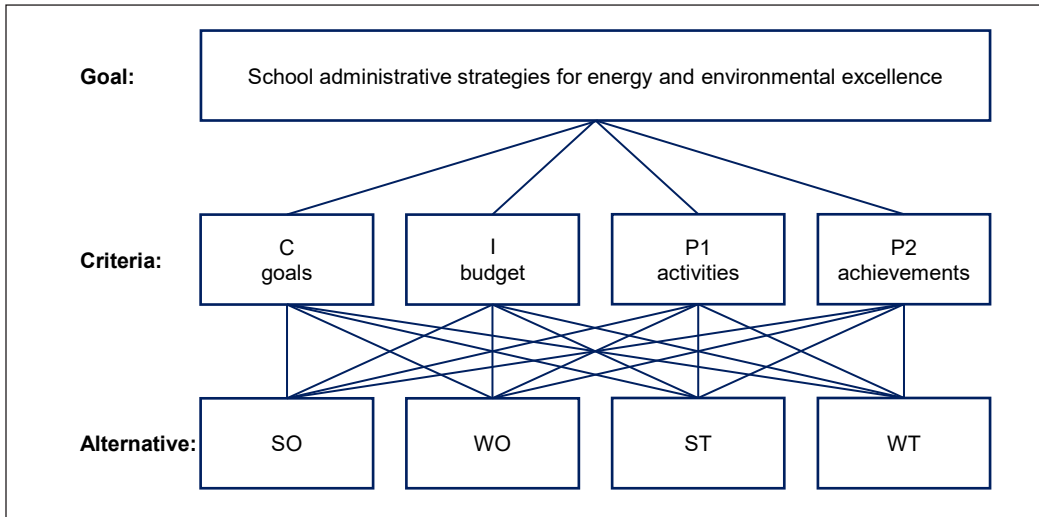 Goal:
School administrative strategies for energy and environmental excellence
Criteria:
C
goals
I
budget
P1
activities
P2
achievements
Alternative:
SO
WO
ST
WT